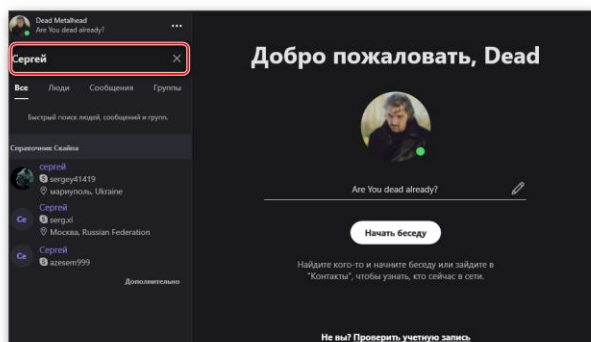 Dead Metalhead
Are You dead already?
Сергей
Все Люди Сообщения Группы
Быстрый поиск людей, сообщений и групп.
Справочник Скайпа
сергей
sergey41419
мариуполь, Ukraine
Се
Сергей
serg.xl
Москва, Russian Federation
Се
Сергей
azesem999
Дополнительно
Добро пожаловать, Dead
Are You dead already?
Начать беседу
Найдите кого-то и начните беседу или зайдите в
"Контакты", чтобы узнать, кто сейчас в сети.
Не вы? Проверить учетную запись